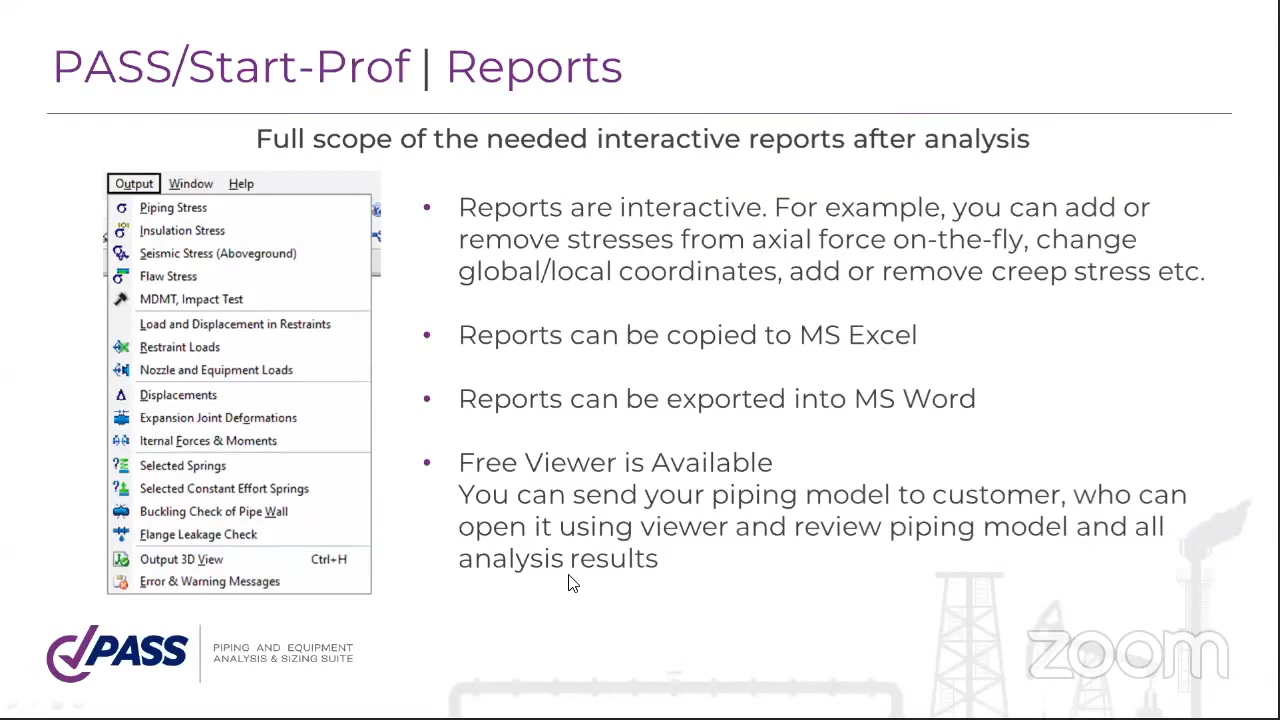 PASS/Start-Prof | Reports
Full scope of the needed interactive reports after analysis
Output Window Help
Piping Stress
Insulation Stress
Seismic Stress (Aboveground)
Flaw Stress
MDMT, Impact Test
Load and Displacement in Restraints
Restraint Loads
Nozzle and Equipment Loads
Displacements
Expansion Joint Deformations
Iternal Forces & Moments
Selected Springs
Selected Constant Effort Springs
Buckling Check of Pipe Wall
Flange Leakage Check
Output 3D View Ctrl+H
Error & Warning Messages
• Reports are interactive. For example, you can add or
remove stresses from axial force on-the-fly, change
global/local coordinates, add or remove creep stress etc.
• Reports can be copied to MS Excel
• Reports can be exported into MS Word
• Free Viewer is Available
You can send your piping model to customer, who can
open it using viewer and review piping model and all
analysis results
PASS
PIPING AND EQUIPMENT
ANALYSIS & SIZING SUITE
zoom